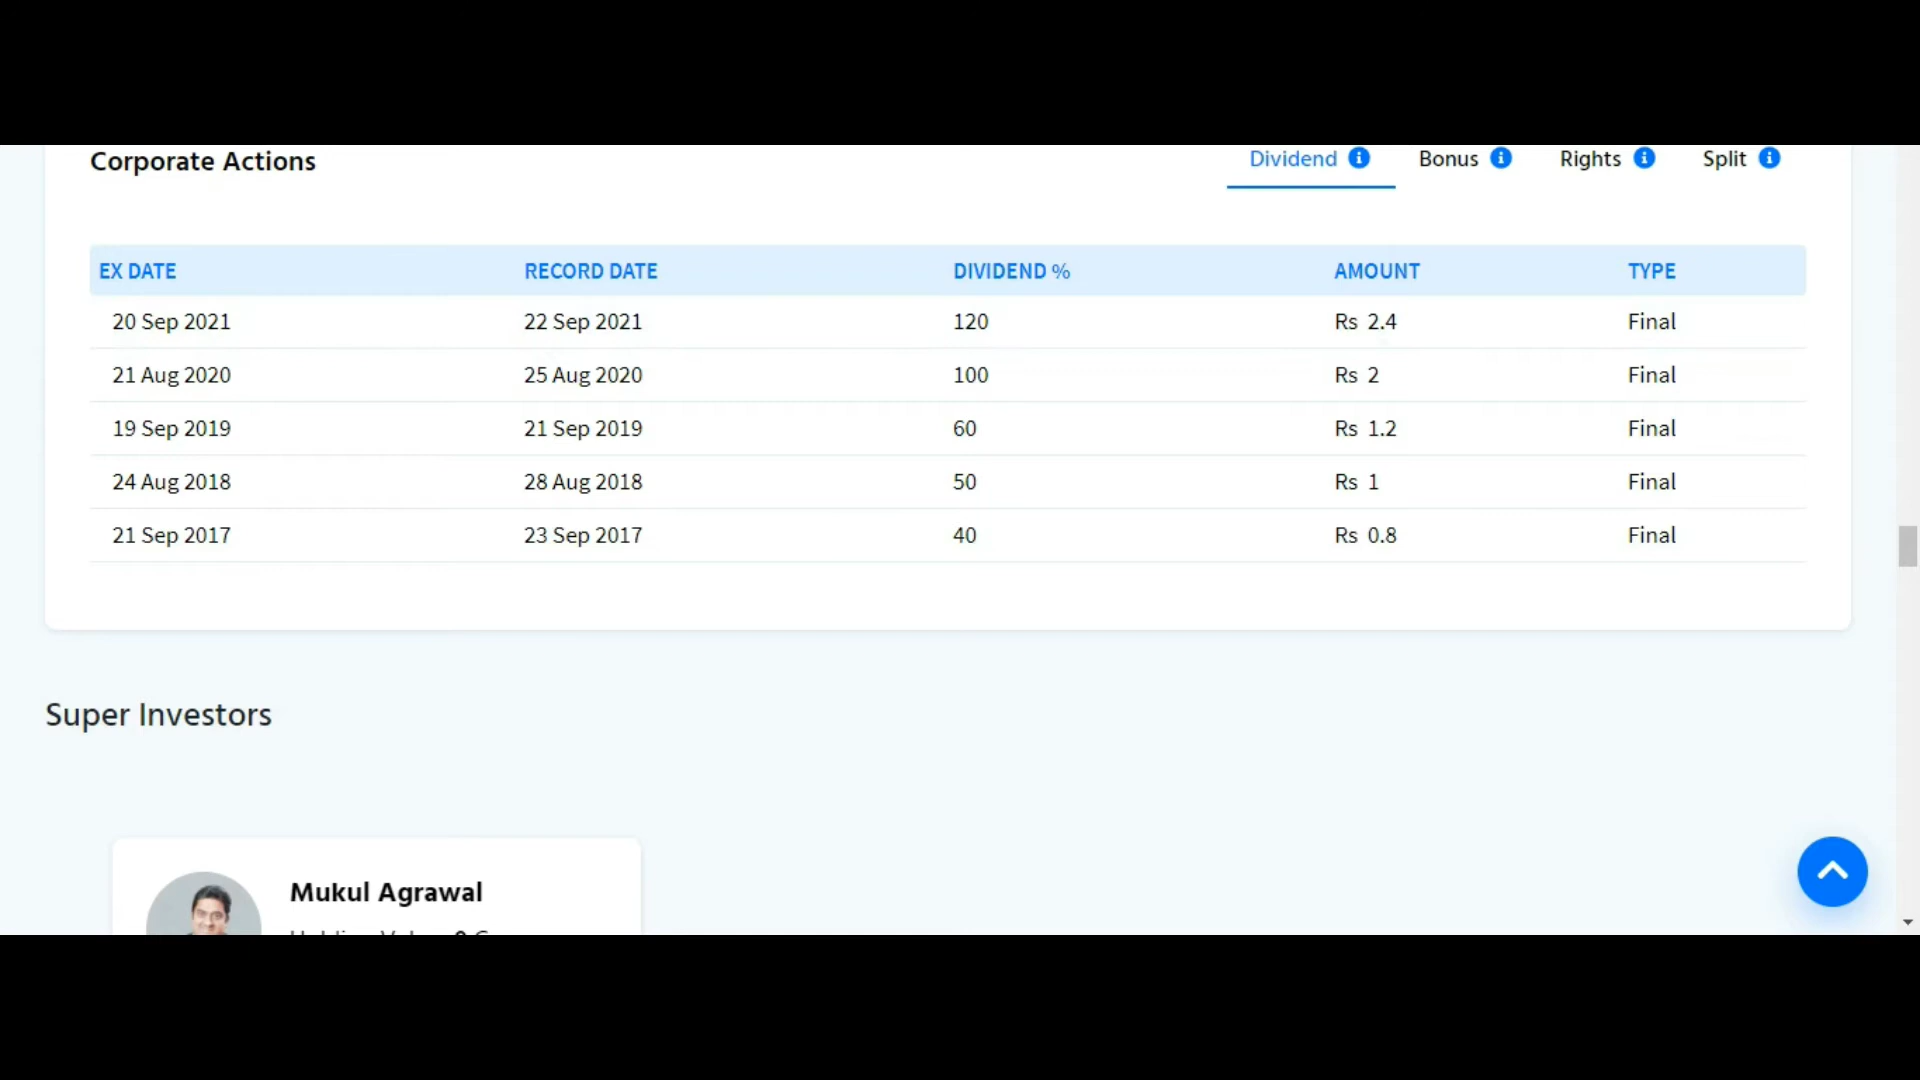 Corporate Actions Dividend Bonus Rights Split
EX DATE RECORD DATE DIVIDEND % AMOUNT TYPE
20 Sep 2021 22 Sep 2021 120 Rs 2.4 Final
21 Aug 2020 25 Aug 2020 100 Rs 2 Final
19 Sep 2019 21 Sep 2019 60 Rs 1.2 Final
24 Aug 2018 28 Aug 2018 50 Rs 1 Final
21 Sep 2017 23 Sep 2017 40 Rs 0.8 Final
Super Investors
Mukul Agrawal